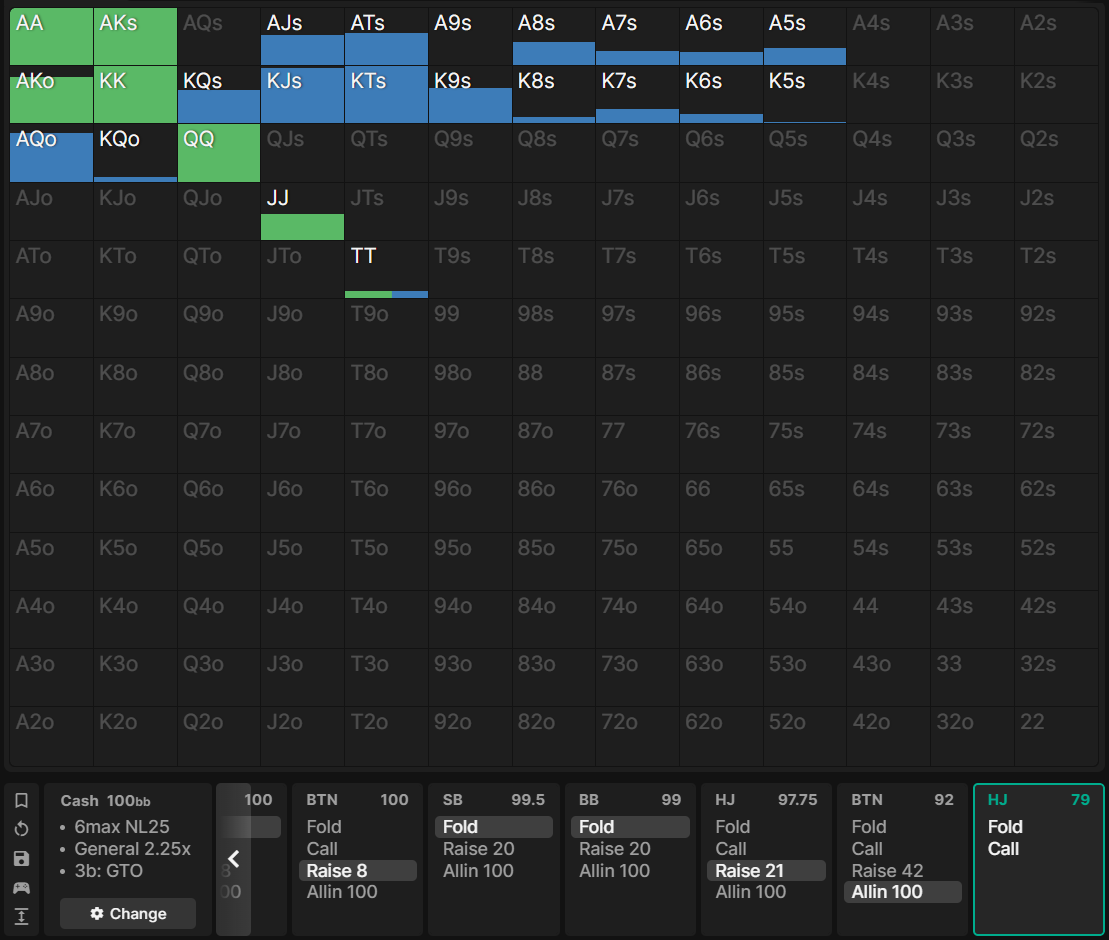 AA AKs AQs AJs ATs A9s A8s A7s A6s A5s A4s A3s A2s
AKo KK KQs KJs KTs K9s K8s K7s K6s K5s K4s K3s K2s
AQo KQo QQ QJs QTs Q9s Q8s Q7s Q6s Q5s Q4s Q3s Q2s
AJo KJo QJo JJ JTs J9s J8s J7s J6s J5s J4s J3s J2s
ATo KTo QTo JTo TT T9s T8s T7s T6s T5s T4s T3s T2s
A9o K9o Q9o J9o T9o 99 98s 97s 96s 95s 94s 93s 92s
A8o K8o Q8o J8o T8o 98o 88 87s 86s 85s 84s 83s 82s
A7o K7o Q7o J7o T7o 97o 87o 77 76s 75s 74s 73s 72s
A6o K6o Q6o J6o T6o 96o 86o 76o 66 65s 64s 63s 62s
A5o K5o Q5o J5o T5o 95o 85o 75o 65o 55 54s 53s 52s
A4o K4o Q4o J4o T4o 94o 84o 74o 64o 54o 44 43s 42s
A3o K3o Q3o J3o T3o 93o 83o 73o 63o 53o 43o 33 32s
A2o K2o Q2o J2o T2o 92o 82o 72o 62o 52o 42o 32o 22
Cash 100bb
• 6max NL25
• General 2.25x
• 3b: GTO
Change
100
8
00
BTN 100
Fold
Call
Raise 8
Allin 100
SB 99.5
Fold
Raise 20
Allin 100
BB 99
Fold
Raise 20
Allin 100
HJ 97.75
Fold
Call
Raise 21
Allin 100
BTN 92
Fold
Call
Raise 42
Allin 100
HJ 79
Fold
Call